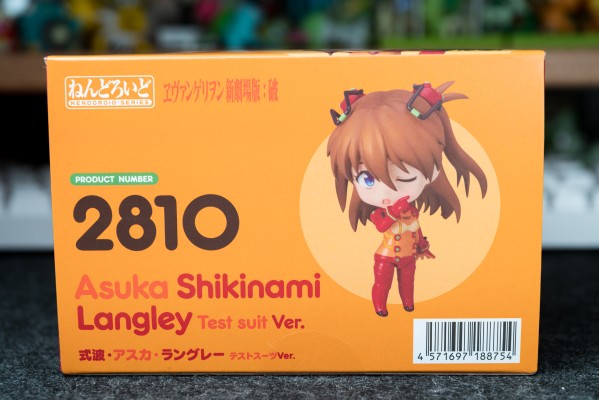 ねんどろいど
NENDOROID SERIES
ヱヴァンゲリヲン 新劇場版:破
PRODUCT NUMBER
2810
Asuka Shikinami
Langley Test suit Ver.
式波・アスカ・ラングレー テストスーツVer.
4 571697 188754